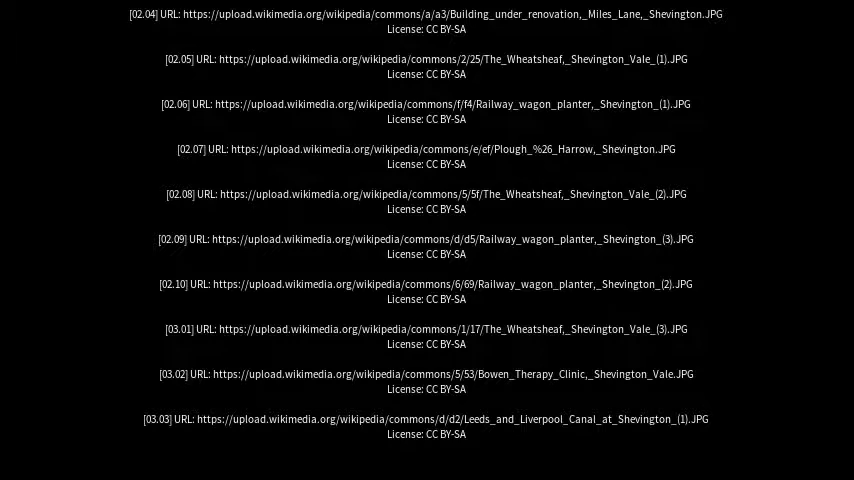 [02.04] URL: https://upload.wikimedia.org/wikipedia/commons/a/a3/Building_under_renovation,_Miles_Lane,_Shevington.JPG
License: CC BY-SA
[02.05] URL: https://upload.wikimedia.org/wikipedia/commons/2/25/The_Wheatsheaf,_Shevington_Vale_(1).JPG
License: CC BY-SA
[02.06] URL: https://upload.wikimedia.org/wikipedia/commons/f/f4/Railway_wagon_planter,_Shevington_(1).JPG
License: CC BY-SA
[02.07] URL: https://upload.wikimedia.org/wikipedia/commons/e/ef/Plough_%26_Harrow,_Shevington.JPG
License: CC BY-SA
[02.08] URL: https://upload.wikimedia.org/wikipedia/commons/5/5f/The_Wheatsheaf,_Shevington_Vale_(2).JPG
License: CC BY-SA
[02.09] URL: https://upload.wikimedia.org/wikipedia/commons/d/d5/Railway_wagon_planter,_Shevington_(3).JPG
License: CC BY-SA
[02.10] URL: https://upload.wikimedia.org/wikipedia/commons/6/69/Railway_wagon_planter,_Shevington_(2).JPG
License: CC BY-SA
[03.01] URL: https://upload.wikimedia.org/wikipedia/commons/1/17/The_Wheatsheaf,_Shevington_Vale_(3).JPG
License: CC BY-SA
[03.02] URL: https://upload.wikimedia.org/wikipedia/commons/5/53/Bowen_Therapy_Clinic,_Shevington_Vale.JPG
License: CC BY-SA
[03.03] URL: https://upload.wikimedia.org/wikipedia/commons/d/d2/Leeds_and_Liverpool_Canal_at_Shevington_(1).JPG
License: CC BY-SA